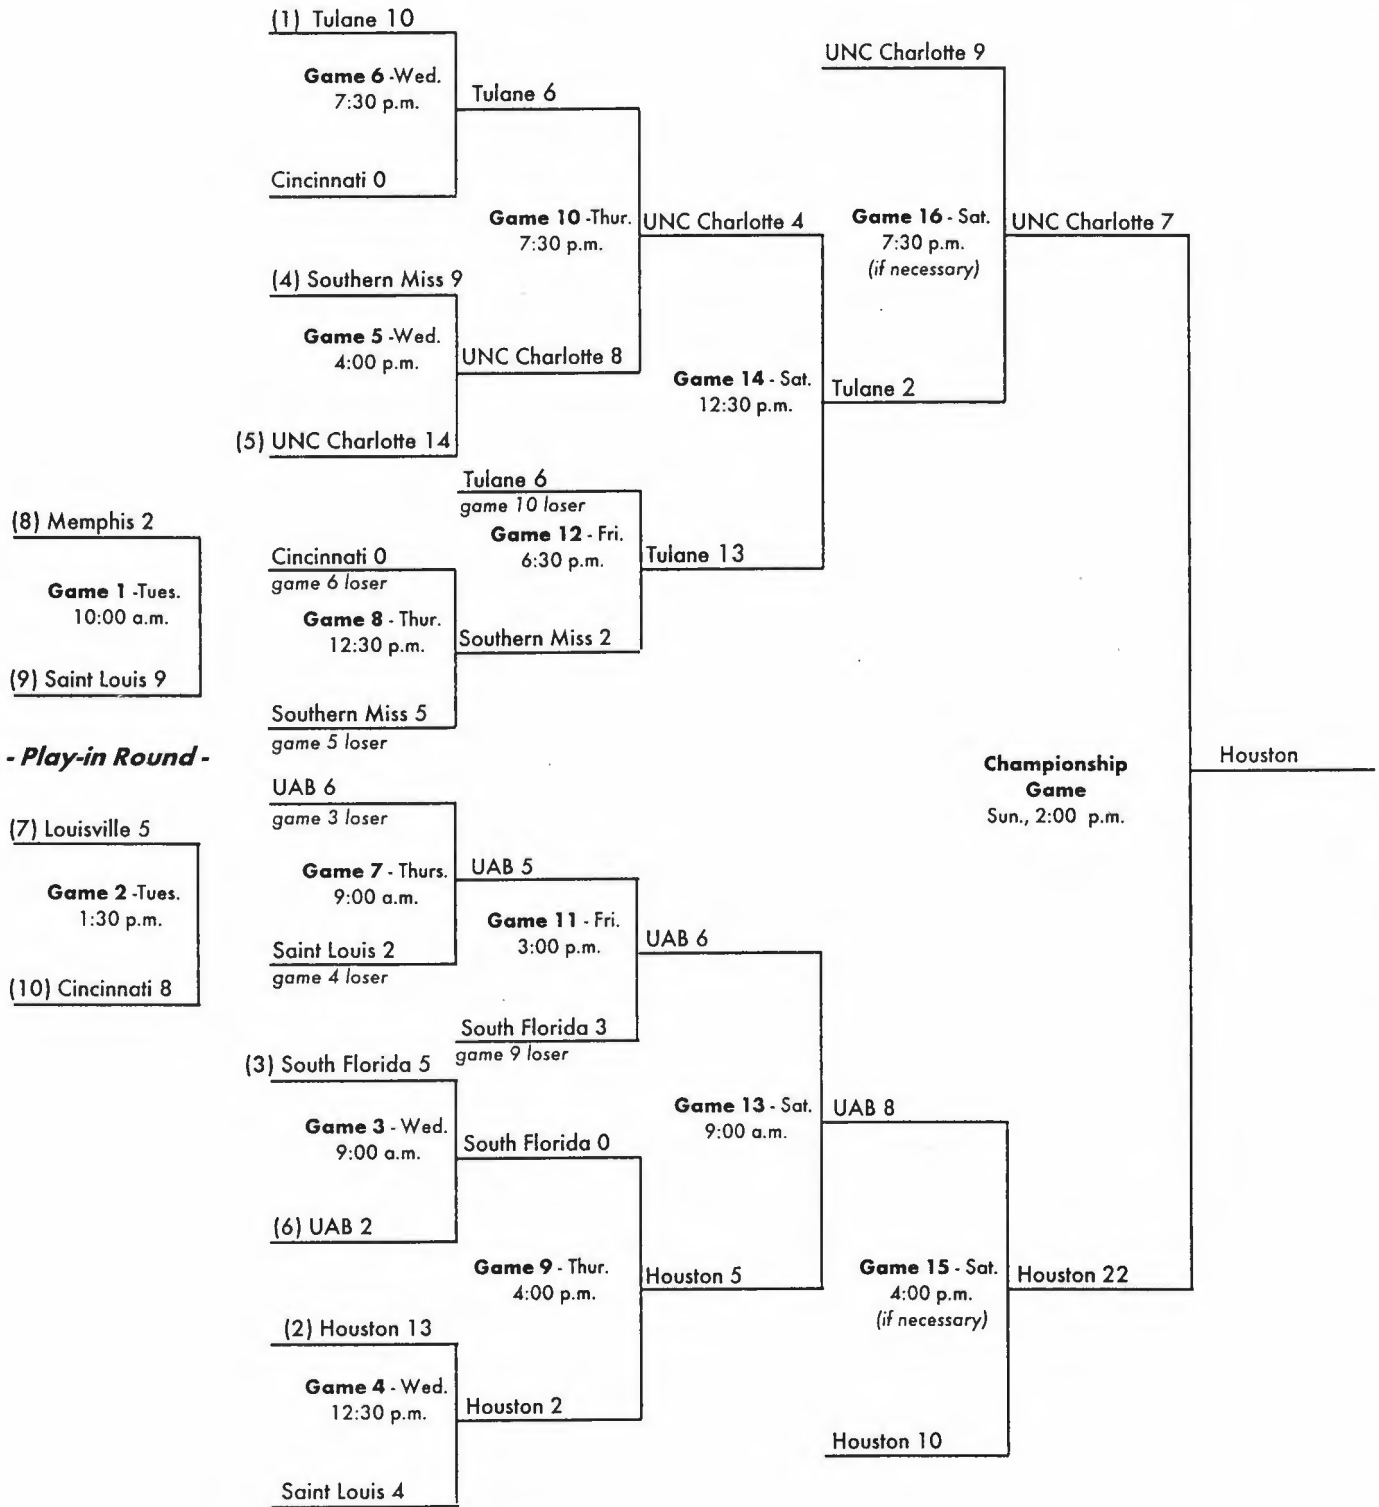 (1) Tulane 10
Game 6 -Wed.
7:30 p.m.
Cincinnati 0
Tulane 6
(4) Southern Miss 9
Game 5 -Wed.
4:00 p.m.
(5) UNC Charlotte 14
UNC Charlotte 8
Game 10 -Thur.
7:30 p.m.
UNC Charlotte 4
UNC Charlotte 9
Game 16 - Sat.
7:30 p.m.
(if necessary)
UNC Charlotte 7
Game 14 - Sat.
12:30 p.m.
Tulane 2
Tulane 6
game 10 loser
Game 12 - Fri.
6:30 p.m.
Tulane 13
(8) Memphis 2
Game 1 -Tues.
10:00 a.m.
(9) Saint Louis 9
Cincinnati 0
game 6 loser
Game 8 - Thur.
12:30 p.m.
Southern Miss 2
Southern Miss 5
game 5 loser
- Play-in Round -
Championship
Game
Sun., 2:00 p.m.
Houston
(7) Louisville 5
Game 2 -Tues.
1:30 p.m.
(10) Cincinnati 8
UAB 6
game 3 loser
Game 7 - Thurs.
9:00 a.m.
Saint Louis 2
game 4 loser
UAB 5
Game 11 - Fri.
3:00 p.m.
UAB 6
South Florida 3
game 9 loser
(3) South Florida 5
Game 3 - Wed.
9:00 a.m.
(6) UAB 2
South Florida 0
Game 13 - Sat.
9:00 a.m.
UAB 8
Game 9 - Thur.
4:00 p.m.
Houston 5
Game 15 - Sat.
4:00 p.m.
(if necessary)
Houston 22
(2) Houston 13
Game 4 - Wed.
12:30 p.m.
Houston 2
Saint Louis 4
Houston 10